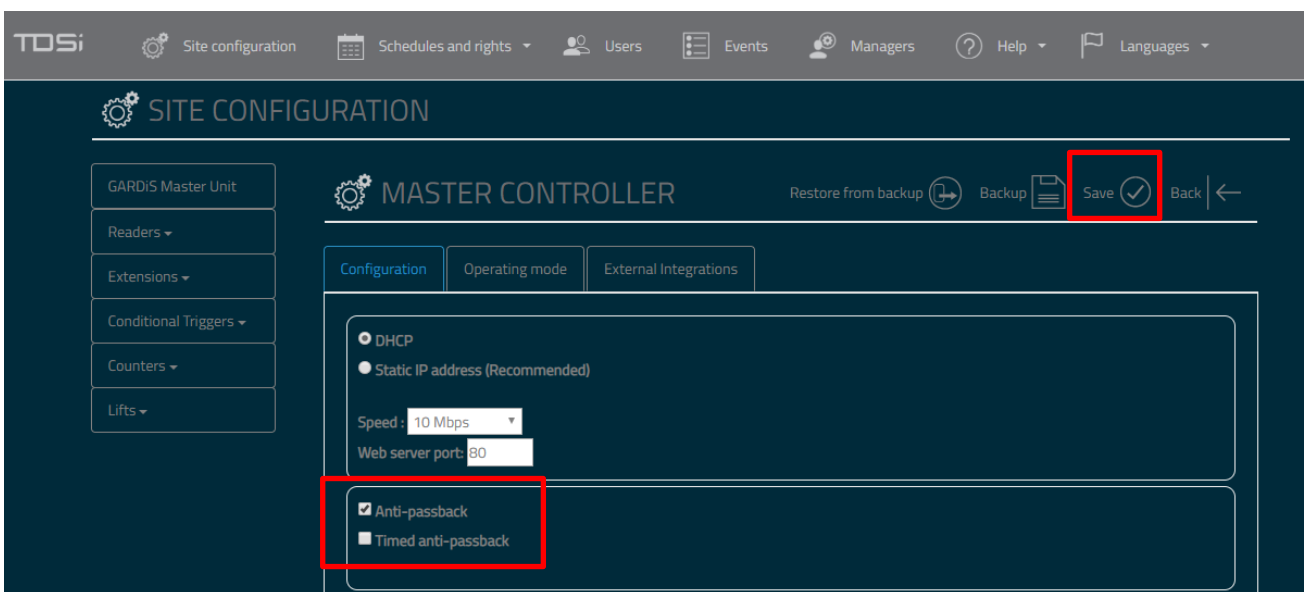 TDSi Site configuration Schedules and rights Users Events Managers Help Languages
SITE CONFIGURATION
GARDiS Master Unit
Readers
Extensions
Conditional Triggers
Counters
Lifts
MASTER CONTROLLER Restore from backup Backup Save Back
Configuration Operating mode External Integrations
DHCP
Static IP address (Recommended)
Speed : 10 Mbps
Web server port: 80
Anti-passback
Timed anti-passback